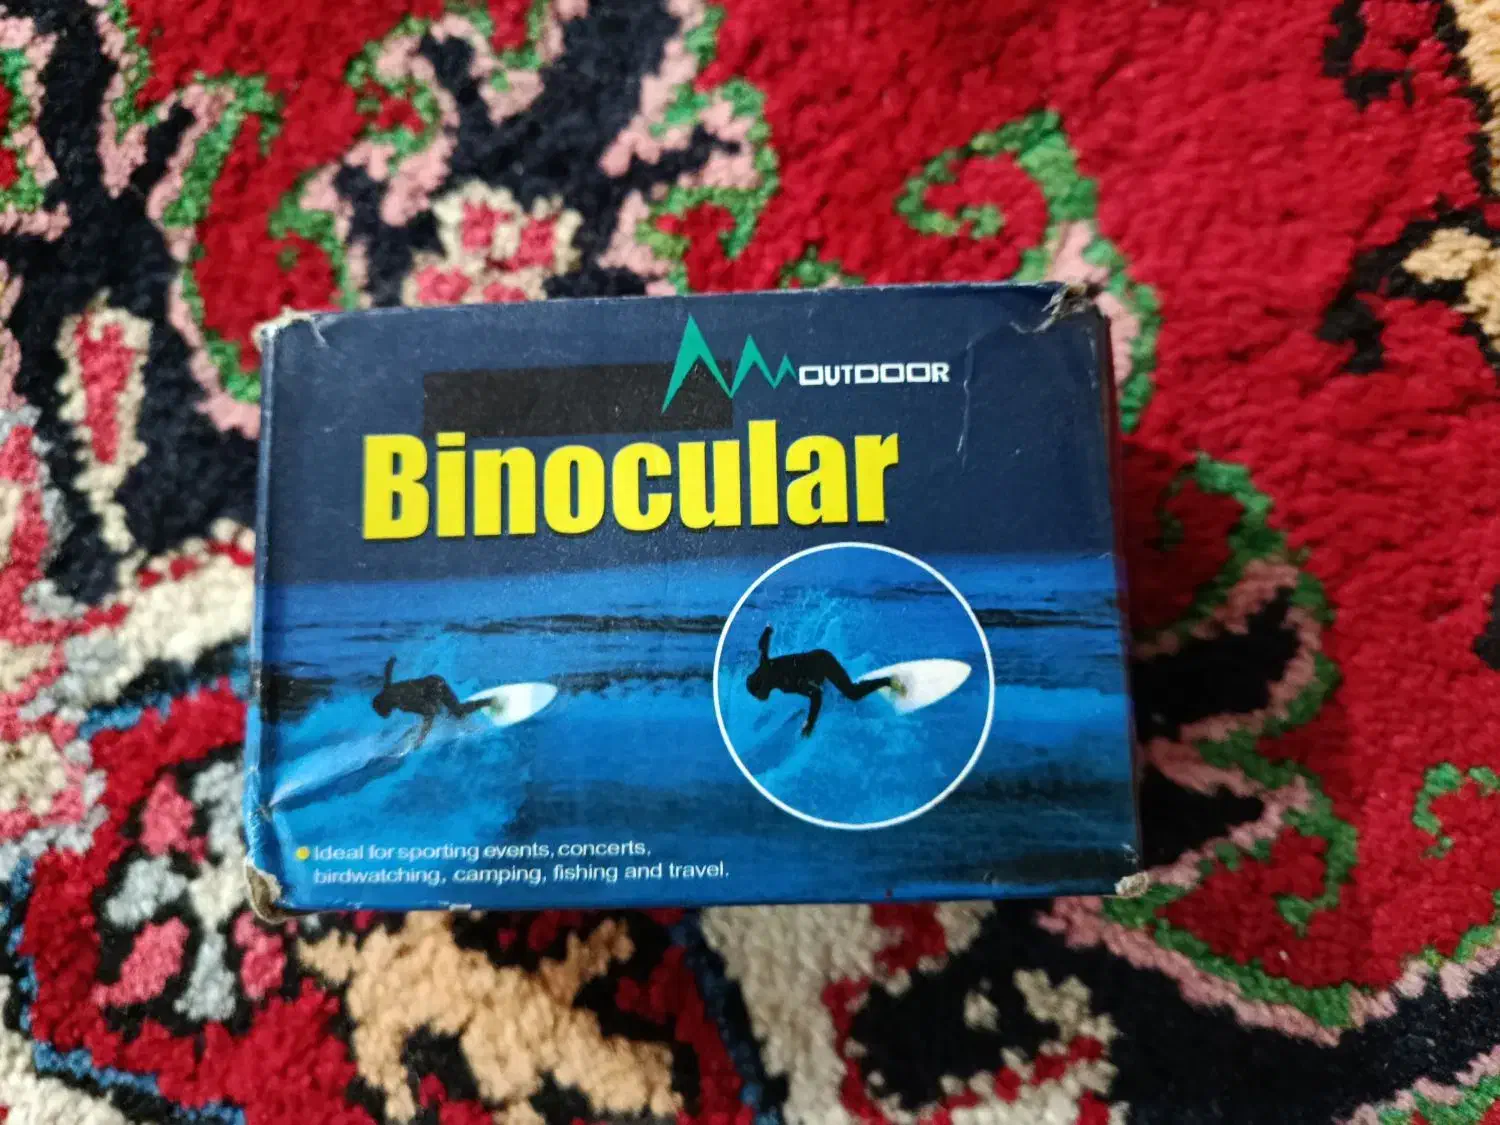 OUTDOOR
Binocular
Ideal for sporting events, concerts,
birdwatching, camping, fishing and travel.